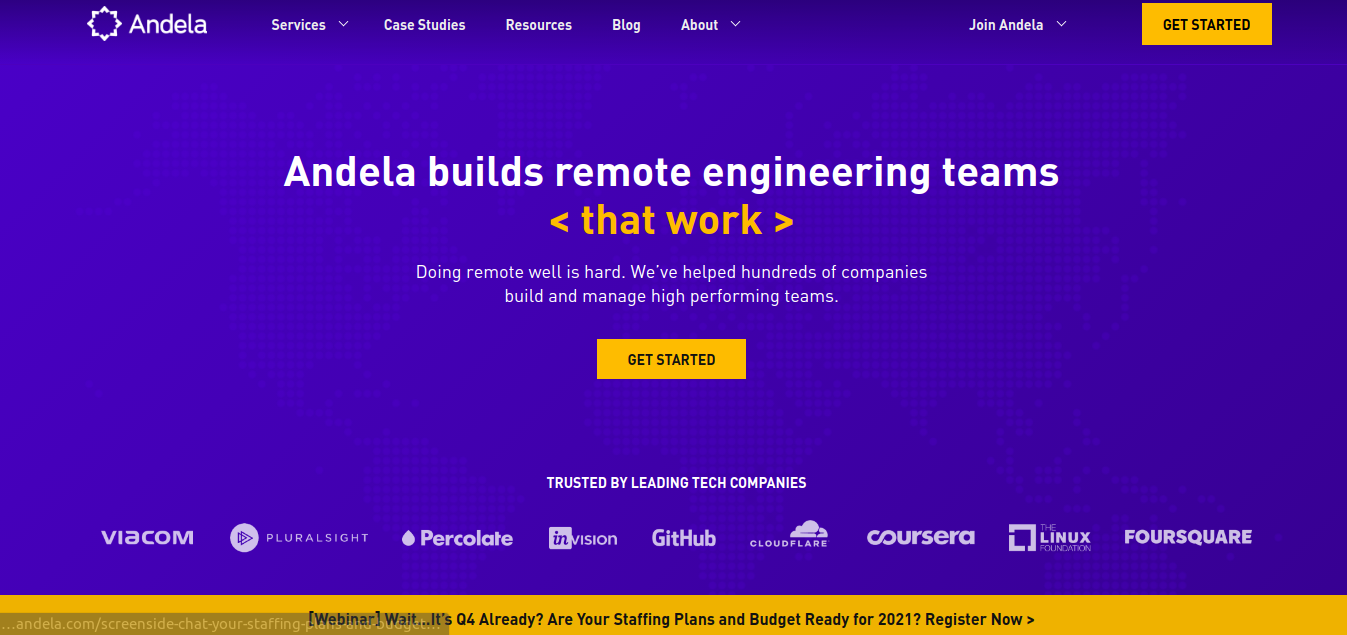 Andela Services Case Studies Resources Blog About Join Andela GET STARTED
Andela builds remote engineering teams
< that work >
Doing remote well is hard. We've helped hundreds of companies
build and manage high performing teams.
GET STARTED
TRUSTED BY LEADING TECH COMPANIES
VIACOM PLURALSIGHT Percolate inVISION GitHub CLOUDFLARE coursera THE LINUX FOUNDATION FOURSQUARE
[Webinar] Wait...It's Q4 Already? Are Your Staffing Plans and Budget Ready for 2021? Register Now >
...andela.com/screenside-chat-your-staffing-plans-and-budget...